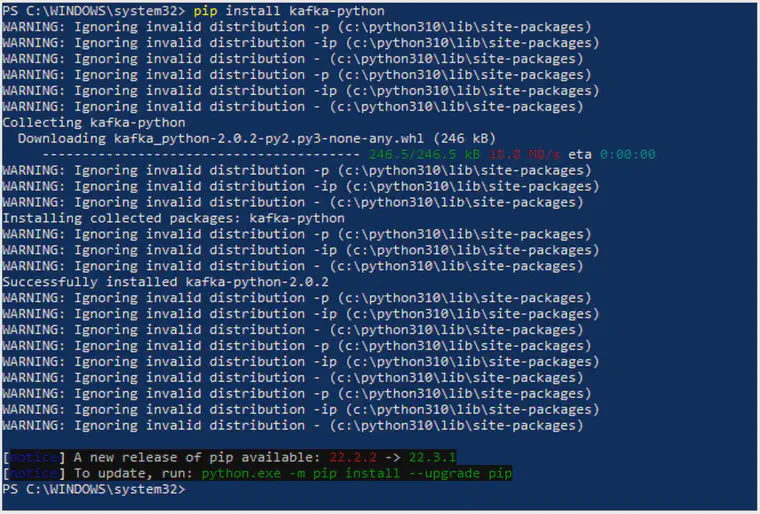 PS C:\WINDOWS\system32> pip install kafka-python
WARNING: Ignoring invalid distribution -p (c:\python310\lib\site-packages)
WARNING: Ignoring invalid distribution -ip (c:\python310\lib\site-packages)
WARNING: Ignoring invalid distribution - (c:\python310\lib\site-packages)
WARNING: Ignoring invalid distribution -p (c:\python310\lib\site-packages)
WARNING: Ignoring invalid distribution -ip (c:\python310\lib\site-packages)
WARNING: Ignoring invalid distribution - (c:\python310\lib\site-packages)
Collecting kafka-python
  Downloading kafka_python-2.0.2-py2.py3-none-any.whl (246 kB)
     ---------------------------------------- 246.5/246.5 kB MB/s eta 0:00:00
WARNING: Ignoring invalid distribution -p (c:\python310\lib\site-packages)
WARNING: Ignoring invalid distribution -ip (c:\python310\lib\site-packages)
WARNING: Ignoring invalid distribution - (c:\python310\lib\site-packages)
Installing collected packages: kafka-python
WARNING: Ignoring invalid distribution -p (c:\python310\lib\site-packages)
WARNING: Ignoring invalid distribution -ip (c:\python310\lib\site-packages)
WARNING: Ignoring invalid distribution - (c:\python310\lib\site-packages)
Successfully installed kafka-python-2.0.2
WARNING: Ignoring invalid distribution -p (c:\python310\lib\site-packages)
WARNING: Ignoring invalid distribution -ip (c:\python310\lib\site-packages)
WARNING: Ignoring invalid distribution - (c:\python310\lib\site-packages)
WARNING: Ignoring invalid distribution -p (c:\python310\lib\site-packages)
WARNING: Ignoring invalid distribution -ip (c:\python310\lib\site-packages)
WARNING: Ignoring invalid distribution - (c:\python310\lib\site-packages)
WARNING: Ignoring invalid distribution -p (c:\python310\lib\site-packages)
WARNING: Ignoring invalid distribution -ip (c:\python310\lib\site-packages)
WARNING: Ignoring invalid distribution - (c:\python310\lib\site-packages)
[notice] A new release of pip available: 22.2.2 -> 22.3.1
[notice] To update, run: python.exe -m pip install --upgrade pip
PS C:\WINDOWS\system32>